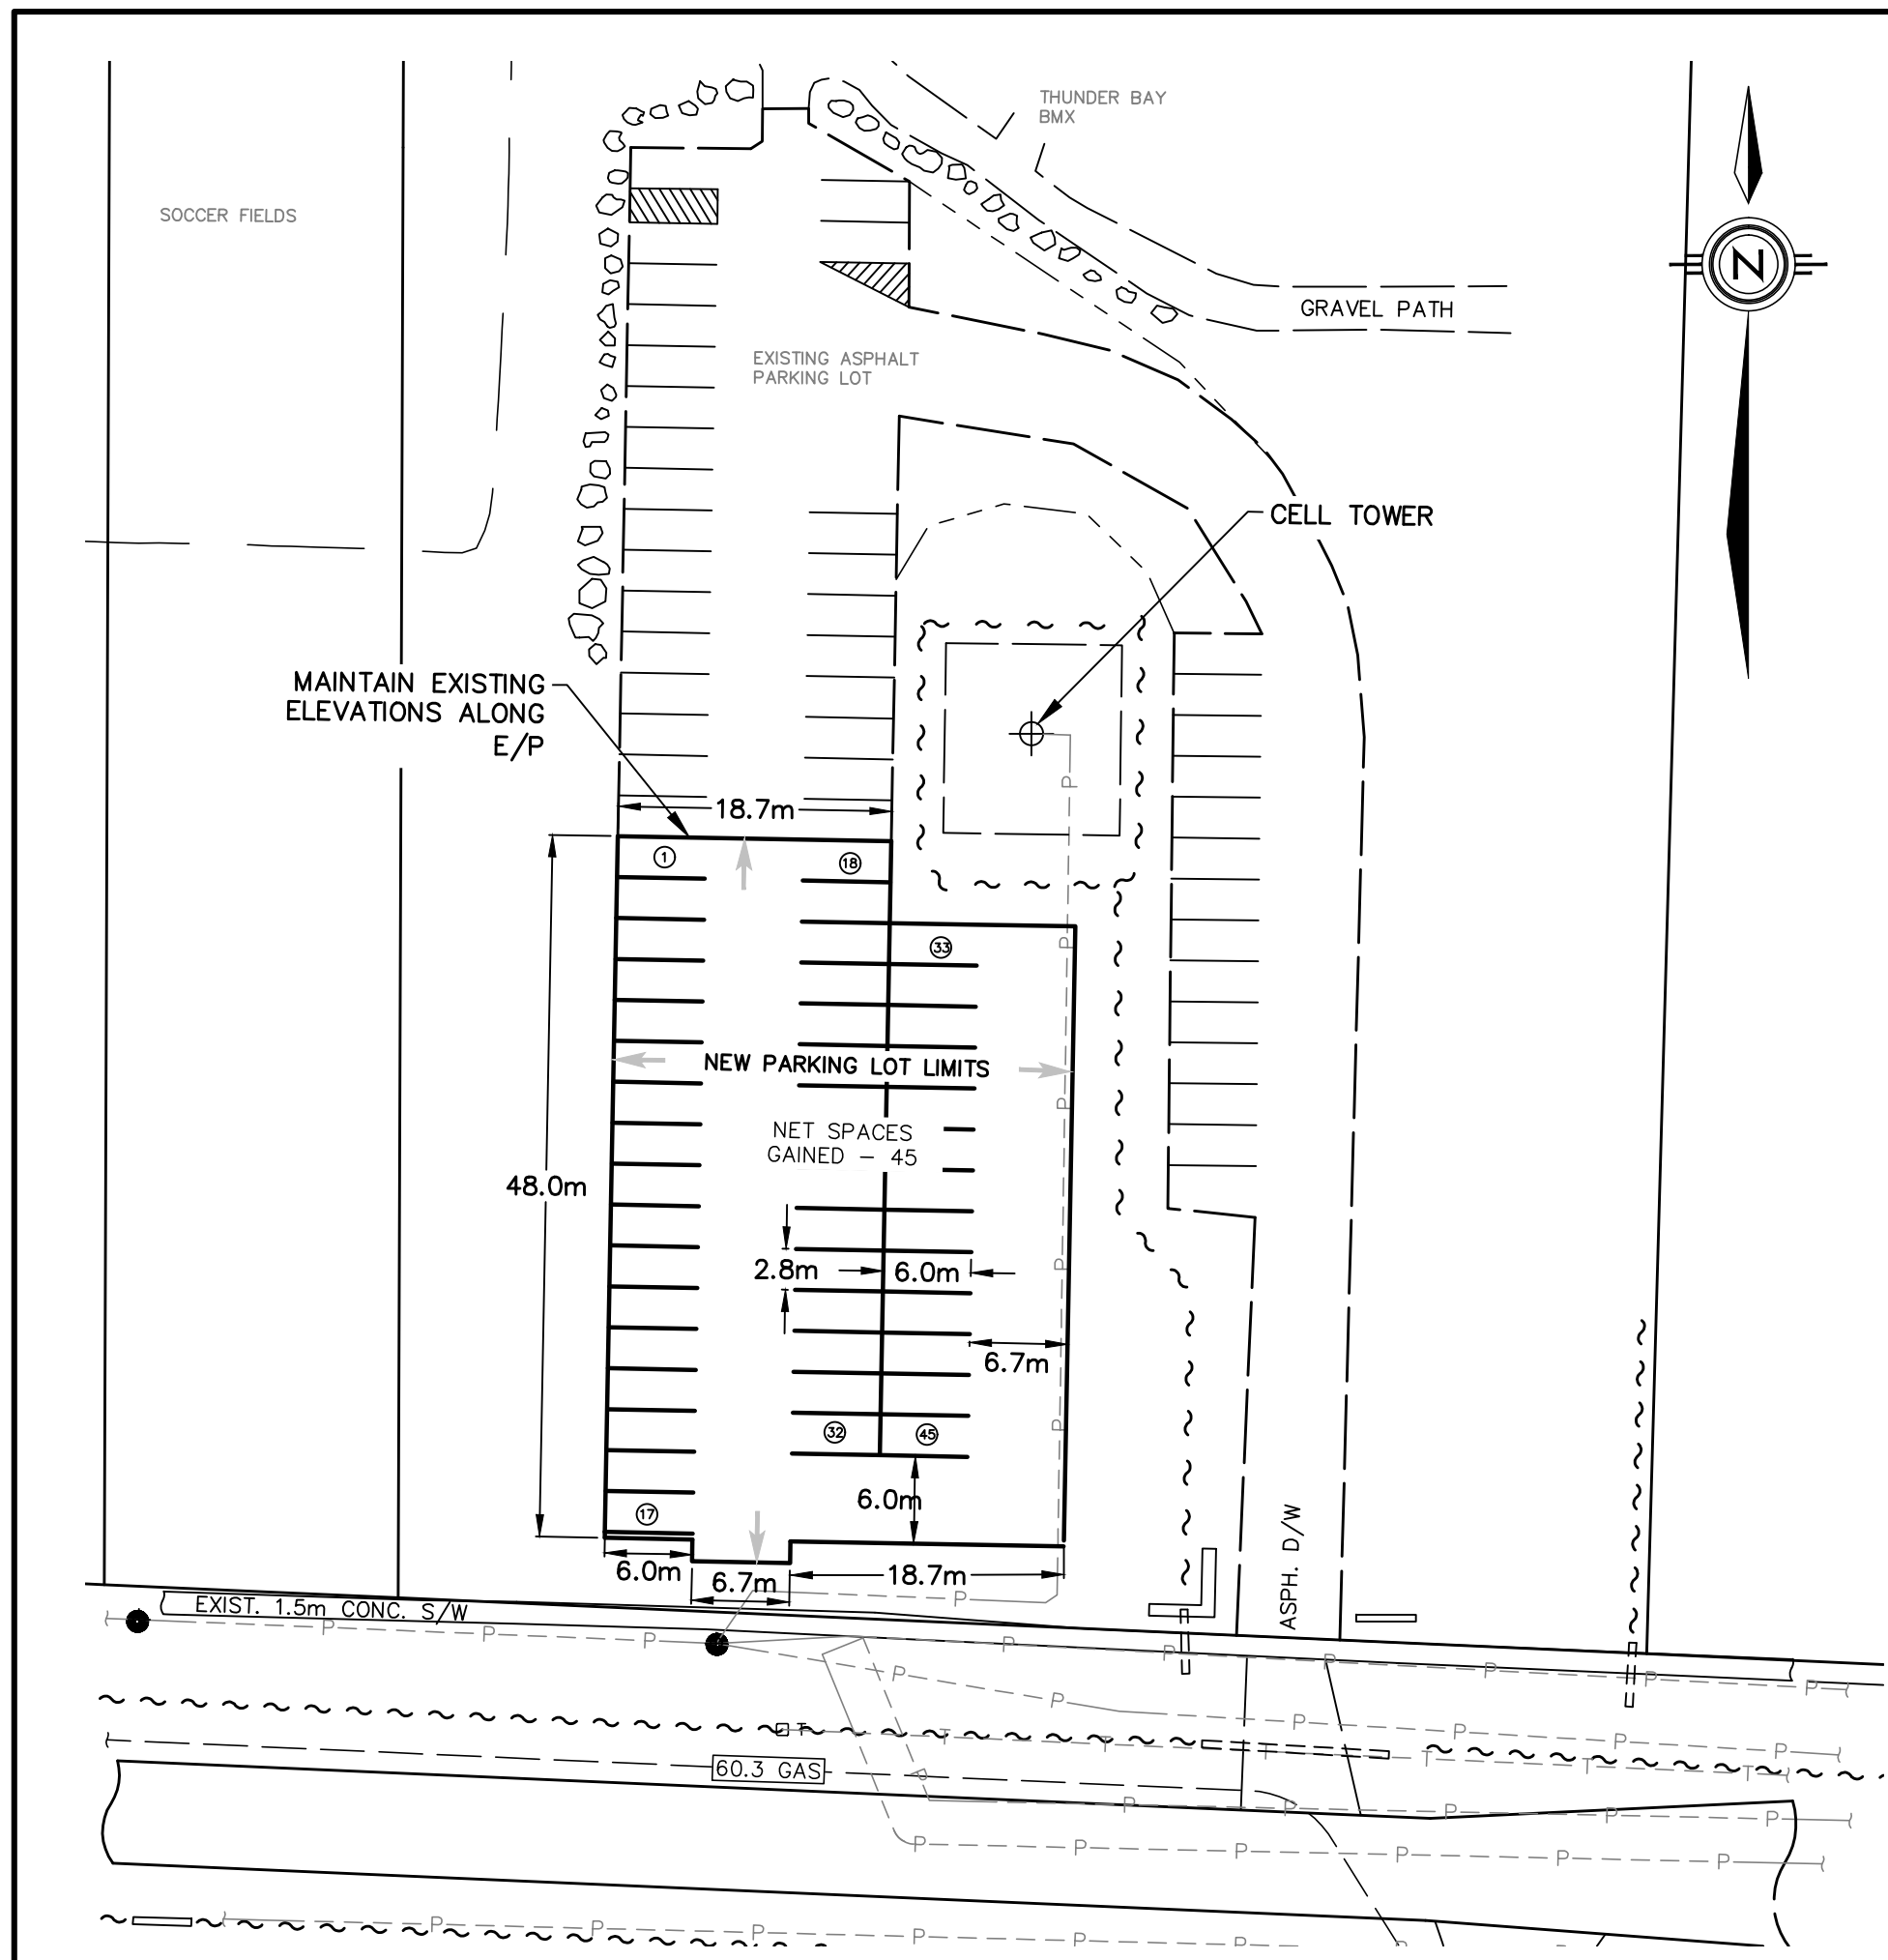 THUNDER BAY
BMX
SOCCER FIELDS
N
GRAVEL PATH
EXISTING ASPHALT
PARKING LOT
CELL TOWER
MAINTAIN EXISTING
ELEVATIONS ALONG
E/P
18.7m
1
18
33
P
P
NEW PARKING LOT LIMITS
P
NET SPACES
GAINED - 45
48.0m
2.8m
6.0m
P
6.7m
P
32
45
6.0m
17
6.0m
6.7m
18.7m
P
ASPH. D/W
EXIST. 1.5m CONC. S/W
P P P P P P P P P P
P P P P P P
T T T T T T
60.3 GAS
P P P P P P
P P P P P P
P P P P P P P P